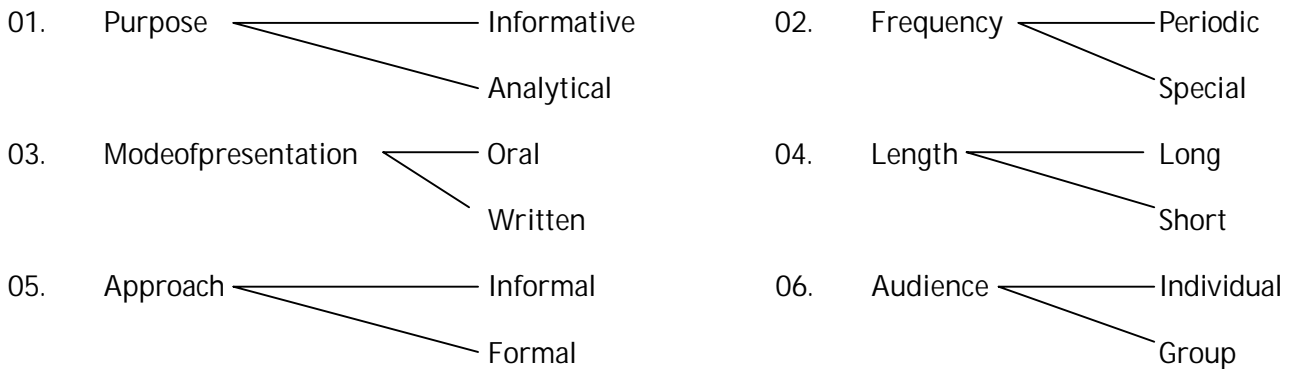 01. Purpose Informative 02. Frequency Periodic
Analytical Special
03. Modeofpresentation Oral 04. Length Long
Written Short
05. Approach Informal 06. Audience Individual
Formal Group